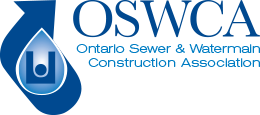 OSWCA
Ontario Sewer & Watermain
Construction Association